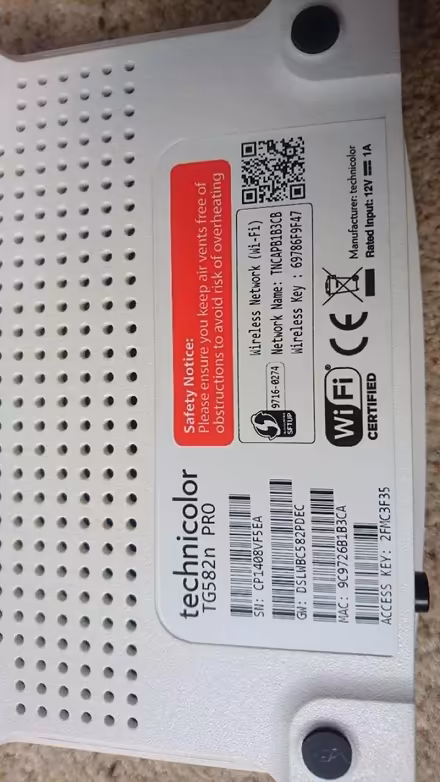 technicolor
TG582n PRO
SN: CP1408VF5EA
GW: DSLWBC582PDEC
MAC: 9C9726B1B3CA
ACCESS KEY: 2FMC3F35
Safety Notice:
Please ensure you keep air vents free of
obstructions to avoid risk of overheating
9716-0274
Wireless Network (Wi-Fi)
Network Name: TNCAPB1B3CB
Wireless Key : 69786F9F47
Wi Fi
CERTIFIED
CE
Manufacturer: technicolor
Rated Input: 12V 1A